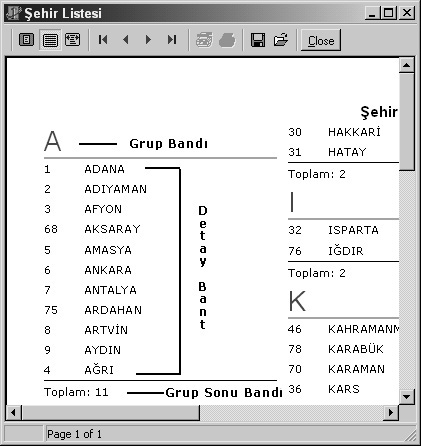 Şehir Listesi
Close
A
Grup Bandı
1 ADANA
2 ADIYAMAN
3 AFYON
68 AKSARAY
5 AMASYA
6 ANKARA
7 ANTALYA
75 ARDAHAN
8 ARTVİN
9 AYDIN
4 AĞRI
Detay Bant
Toplam: 11
Grup Sonu Bandı
Şehir
30 HAKKARİ
31 HATAY
Toplam: 2
I
32 ISPARTA
76 IĞDIR
Toplam: 2
K
46 KAHRAMANM
78 KARABÜK
70 KARAMAN
36 KARS
Page 1 of 1